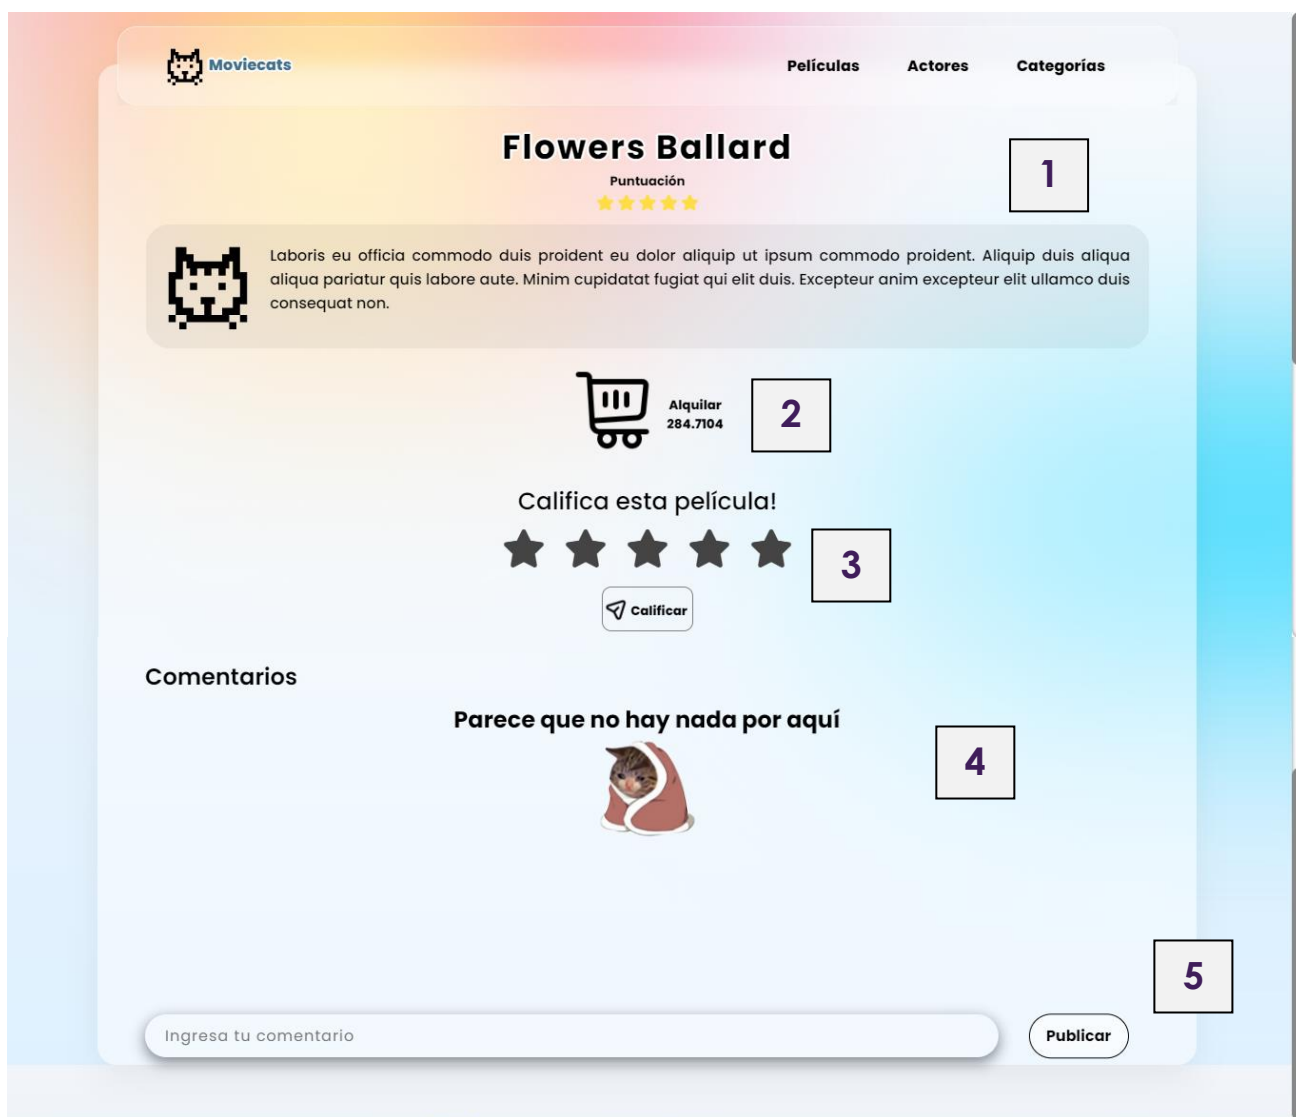 Moviecats
Películas Actores Categorías
Flowers Ballard
1
Puntuación
Laboris eu officia commodo duis proident eu dolor aliquip ut ipsum commodo proident. Aliquip duis aliqua
aliqua pariatur quis labore aute. Minim cupidatat fugiat qui elit duis. Excepteur anim excepteur elit ullamco duis
consequat non.
Alquilar
284.7104
2
Califica esta película!
3
Calificar
Comentarios
Parece que no hay nada por aquí
4
5
Ingresa tu comentario
Publicar